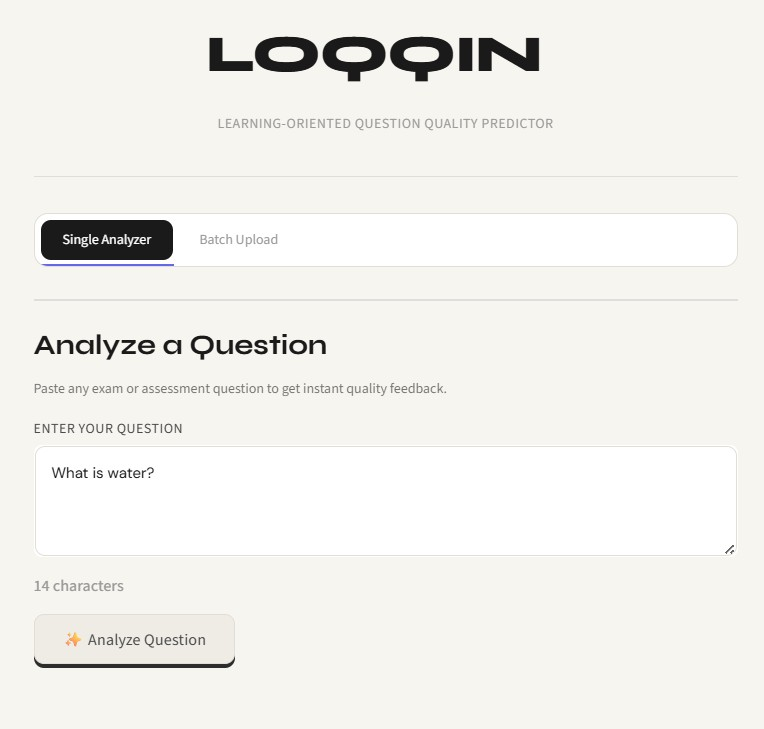 LOQQIN
LEARNING-ORIENTED QUESTION QUALITY PREDICTOR
Single Analyzer
Batch Upload
Analyze a Question
Paste any exam or assessment question to get instant quality feedback.
ENTER YOUR QUESTION
What is water?
14 characters
✨ Analyze Question